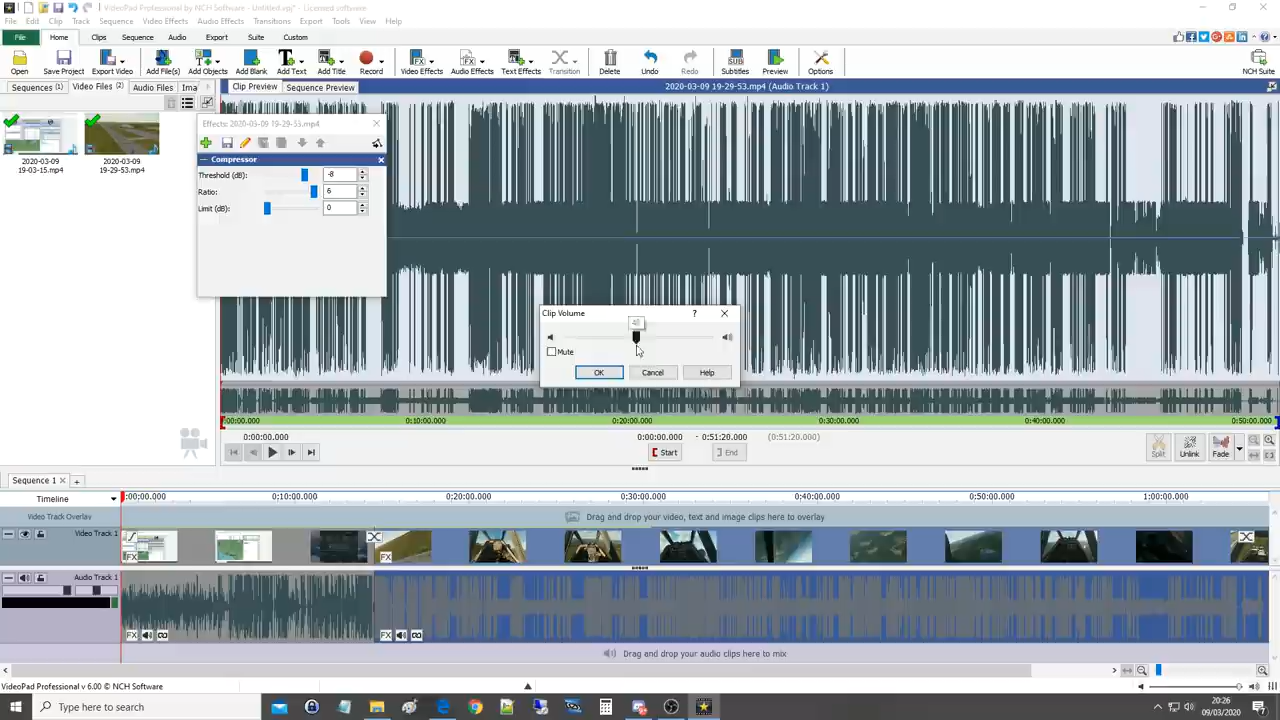 VideoPad Professional by NCH Software - Untitled.vpj* - Licensed software
File Edit Clip Track Sequence Video Effects Audio Effects Transitions Export Tools View Help
File Home Clips Sequence Audio Export Suite Custom
Open Save Project Export Video Add File(s) Add Objects Add Blank Add Text Add Title Record Video Effects Audio Effects Text Effects Transition Delete Undo Redo Subtitles Preview Options NCH Suite
Sequences (1) Video Files (2) Audio Files Ima
Clip Preview Sequence Preview 2020-03-09 19-29-53.mp4 (Audio Track 1)
2020-03-09
19-03-15.mp4
2020-03-09
19-29-53.mp4
Effects: 2020-03-09 19-29-53.mp4
Compressor
Threshold (dB): -8
Ratio: 6
Limit (dB): 0
Clip Volume ?
Mute
OK Cancel Help
0:00:00.000 0:10:00.000 0:20:00.000 0:30:00.000 0:40:00.000 0:50:00.000
0:00:00.000 0:00:00.000 - 0:51:20.000 (0:51:20.000)
Start End Split Unlink Fade
Sequence 1
Timeline 0:00:00.000 0:10:00.000 0:20:00.000 0:30:00.000 0:40:00.000 0:50:00.000 1:00:00.000
Video Track Overlay Drag and drop your video, text and image clips here to overlay
Video Track 1
FX FX
Audio Track 1
FX FX
Drag and drop your audio clips here to mix
VideoPad Professional v 6.00 © NCH Software
Type here to search
20:26
09/03/2020